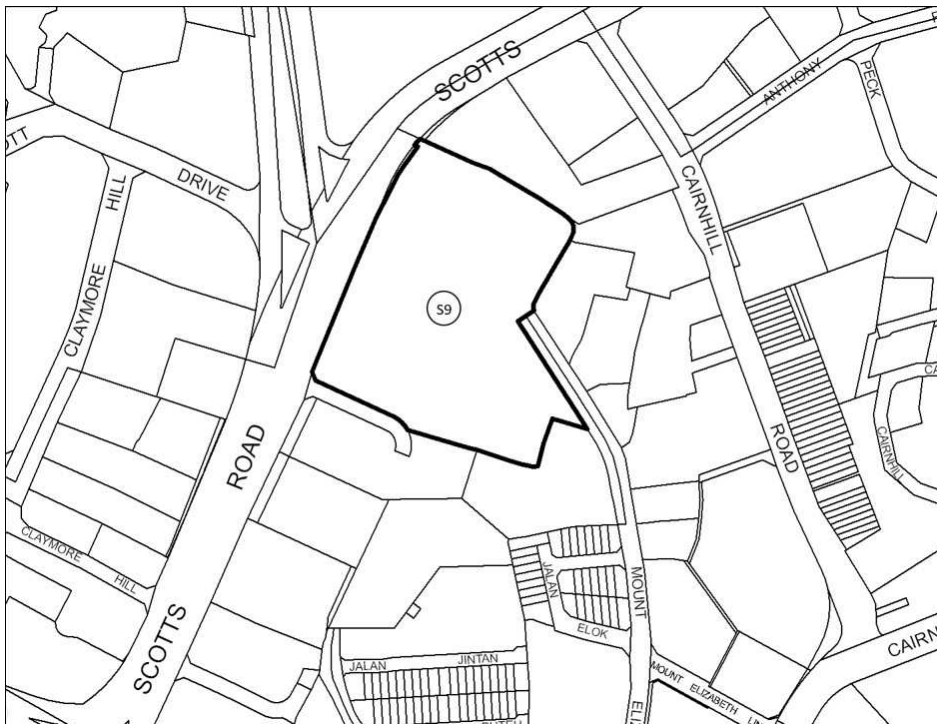 SCOTTS
ANTHONY
PECK
OTT
DRIVE
HILL
CLAYMORE
CAIRNHILL
S9
ROAD
ROAD
CAIRNHILL
CLAYMORE
HILL
SCOTTS
JALAN
ELOK
MOUNT
JALAN
JINTAN
MOUNT
ELIZABETH
CAIRN